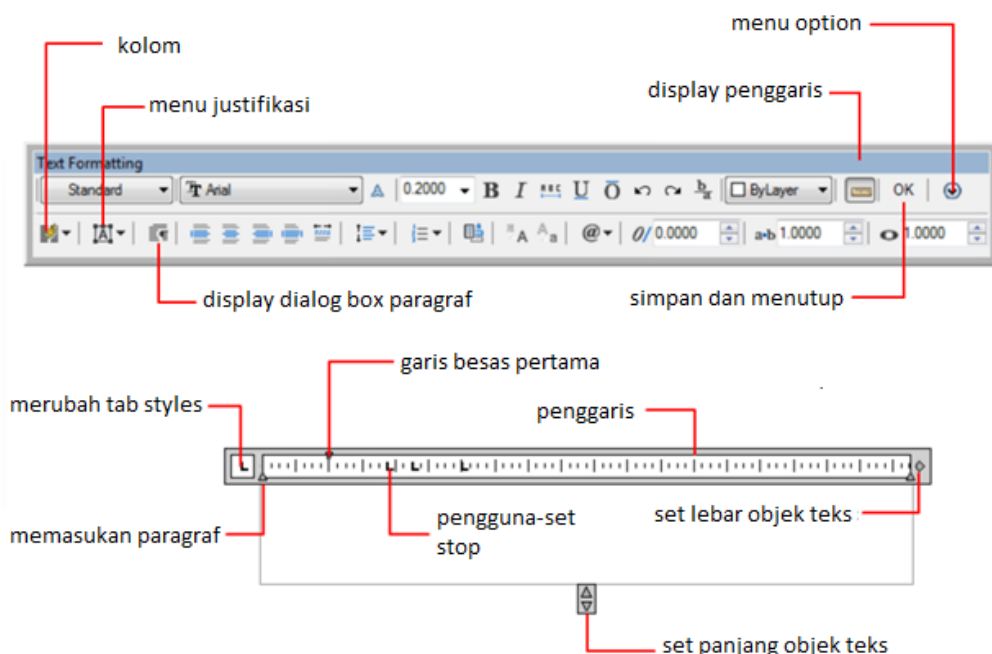 menu option
kolom
display penggaris
menu justifikasi
Text Formatting
Standard Arial 0.2000 B I U O ByLayer OK
@ 0/ 0.0000 a•b 1.0000 1.0000
display dialog box paragraf
simpan dan menutup
garis besas pertama
merubah tab styles
penggaris
memasukan paragraf
pengguna-set
stop
set lebar objek teks
set panjang objek teks